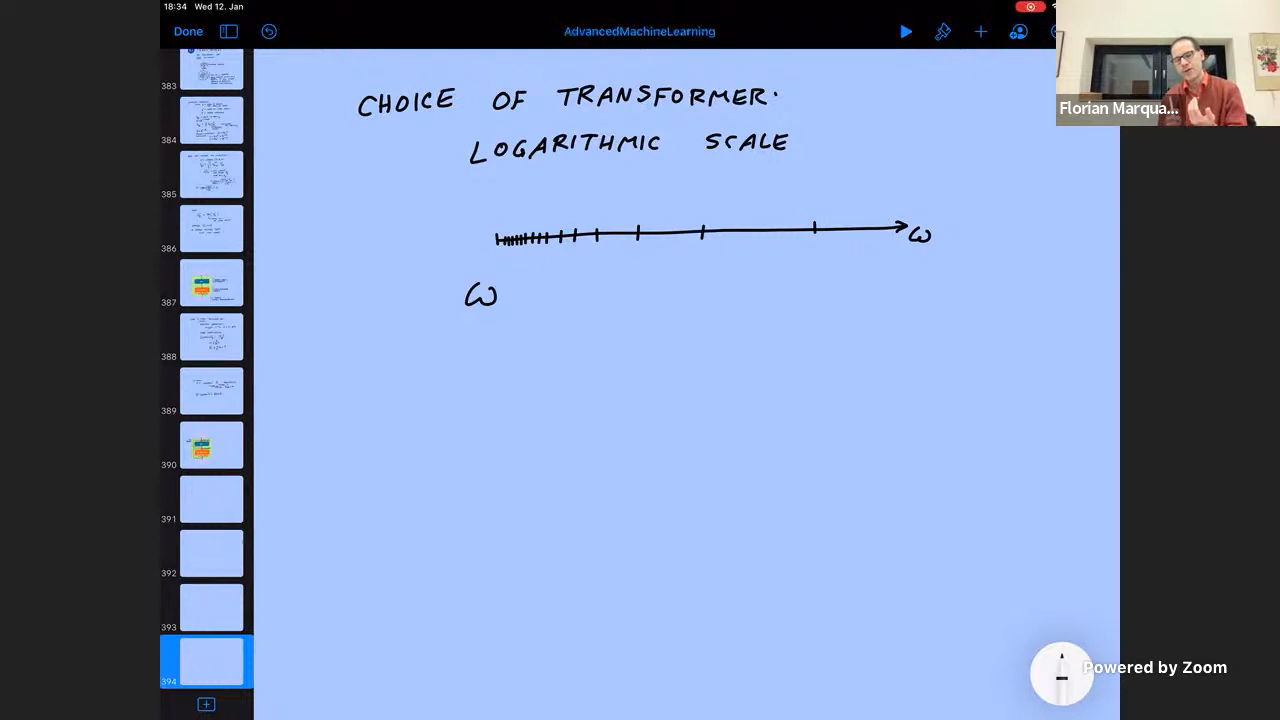 18:34 Wed 12. Jan
Done
AdvancedMachineLearning
Florian Marqua...
CHOICE OF TRANSFORMER:
LOGARITHMIC SCALE
ω
ω
383
384
385
386
387
388
389
390
391
392
393
394
Powered by Zoom